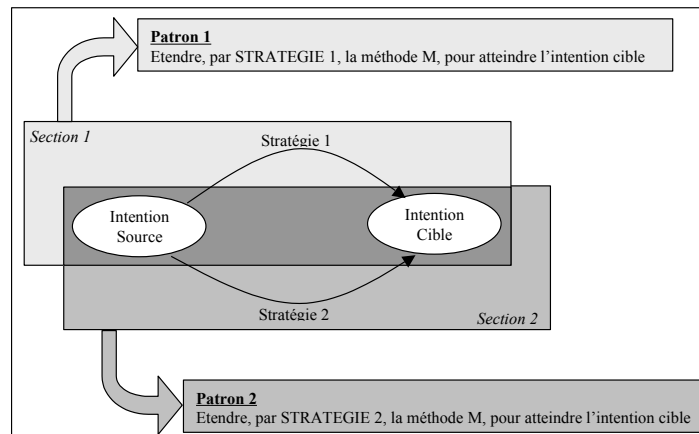 Patron 1
Etendre, par STRATEGIE 1, la méthode M, pour atteindre l'intention cible
Section 1
Stratégie 1
Intention
Source
Intention
Cible
Stratégie 2
Section 2
Patron 2
Etendre, par STRATEGIE 2, la méthode M, pour atteindre l'intention cible